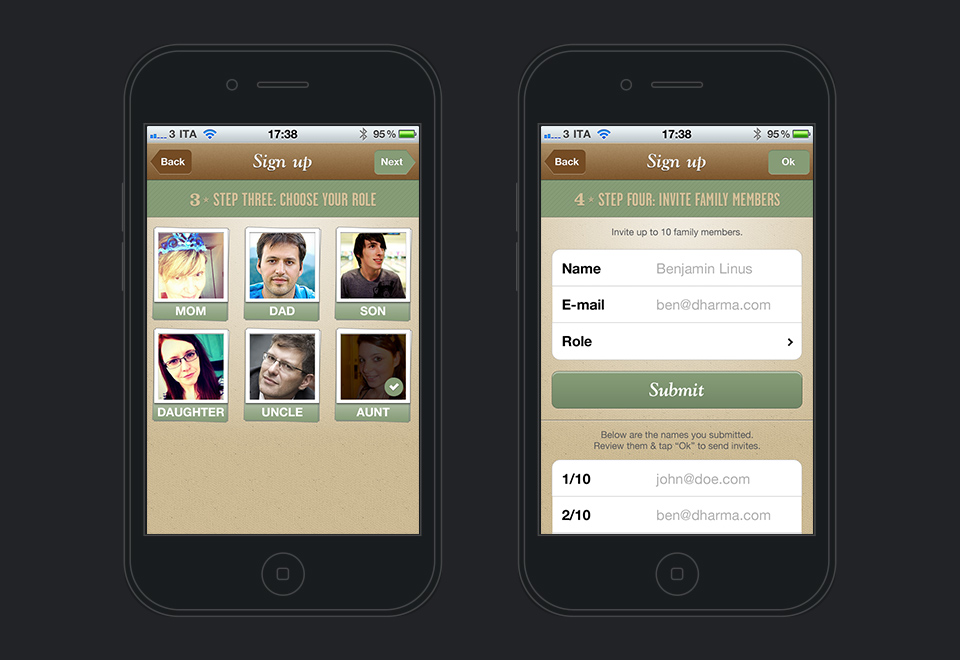 3 ITA 17:38 95%
Back Sign up Next
3 * STEP THREE: CHOOSE YOUR ROLE
MOM DAD SON
DAUGHTER UNCLE AUNT
3 ITA 17:38 95%
Back Sign up Ok
4 * STEP FOUR: INVITE FAMILY MEMBERS
Invite up to 10 family members.
Name Benjamin Linus
E-mail ben@dharma.com
Role
Submit
Below are the names you submitted.
Review them & tap “Ok” to send invites.
1/10 john@doe.com
2/10 ben@dharma.com